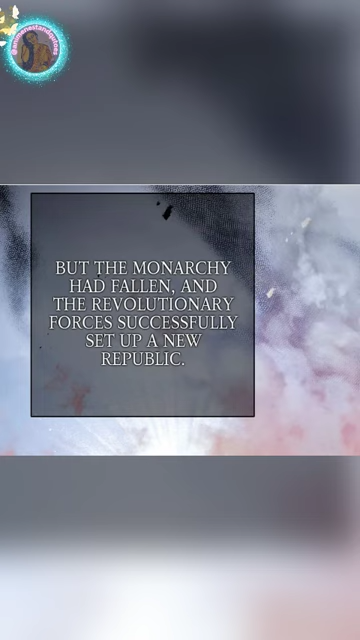 BUT THE MONARCHY
HAD FALLEN, AND
THE REVOLUTIONARY
FORCES SUCCESSFULLY
SET UP A NEW
REPUBLIC.